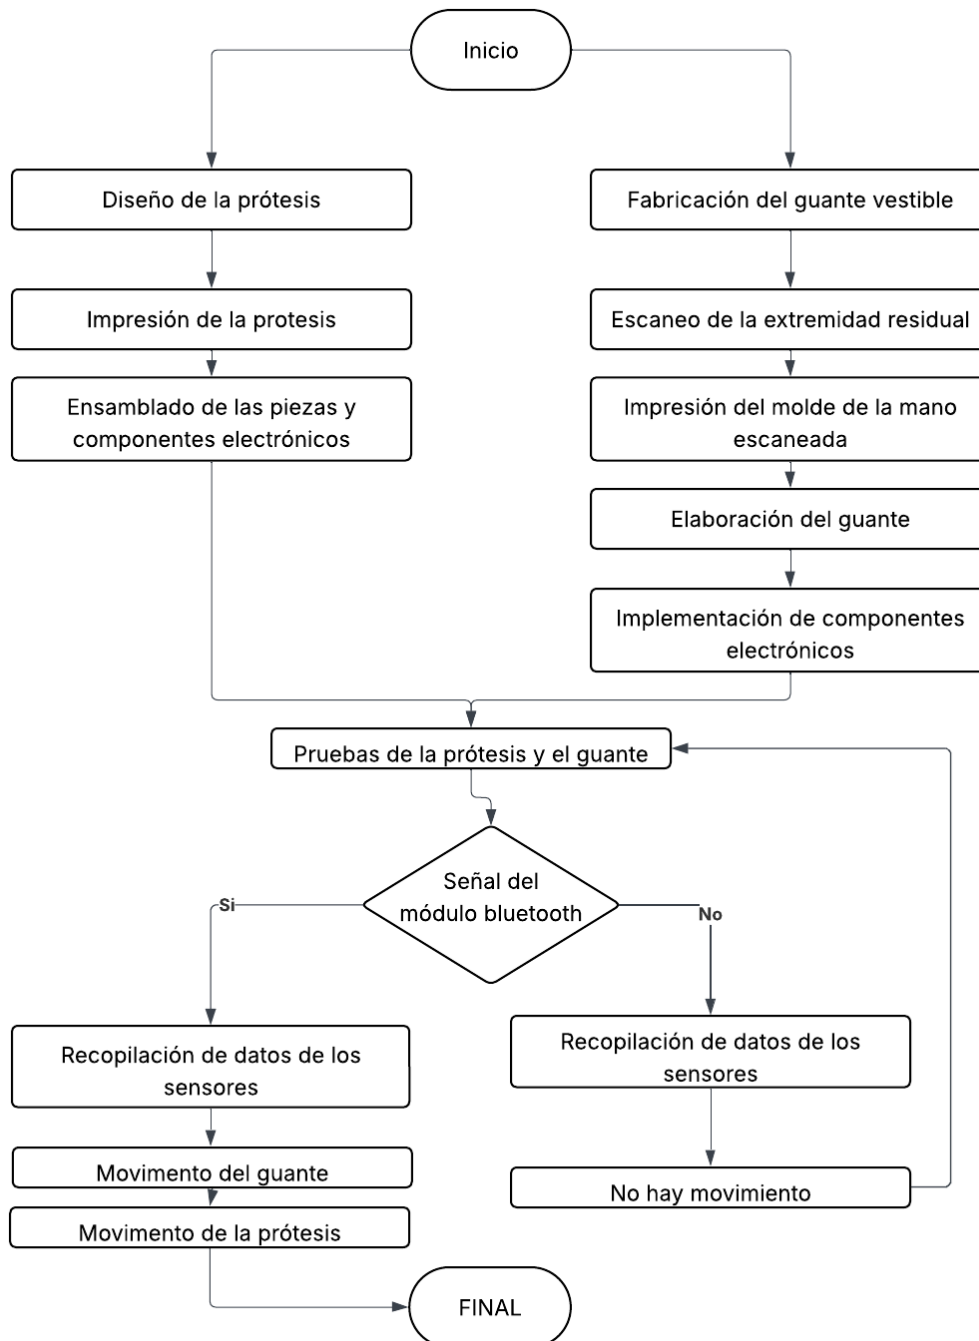 Inicio
Diseño de la prótesis
Fabricación del guante vestible
Impresión de la protesis
Escaneo de la extremidad residual
Ensamblado de las piezas y
componentes electrónicos
Impresión del molde de la mano
escaneada
Elaboración del guante
Implementación de componentes
electrónicos
Pruebas de la prótesis y el guante
Señal del
módulo bluetooth
Si
No
Recopilación de datos de los
sensores
Recopilación de datos de los
sensores
Movimento del guante
No hay movimiento
Movimento de la prótesis
FINAL